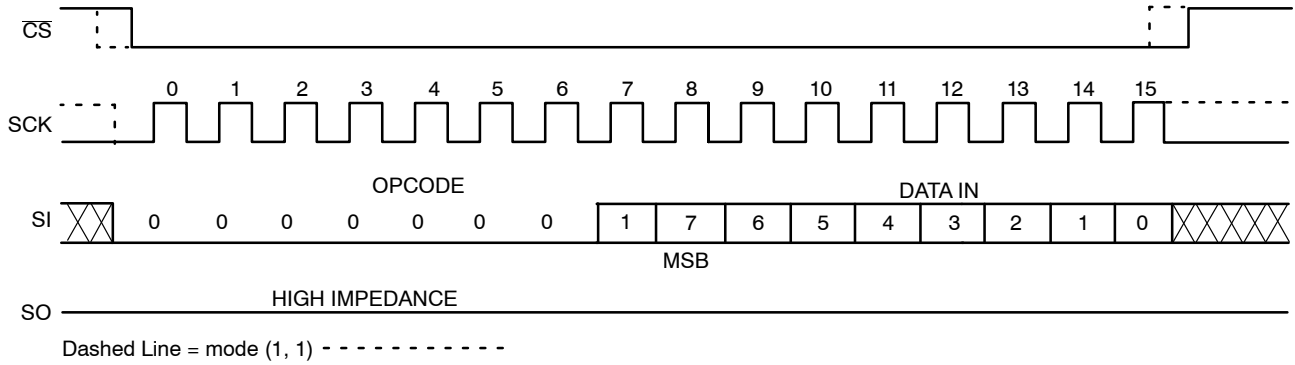 CS
0 1 2 3 4 5 6 7 8 9 10 11 12 13 14 15
SCK
OPCODE DATA IN
SI 0 0 0 0 0 0 0 1 7 6 5 4 3 2 1 0
MSB
HIGH IMPEDANCE
SO
Dashed Line = mode (1, 1)